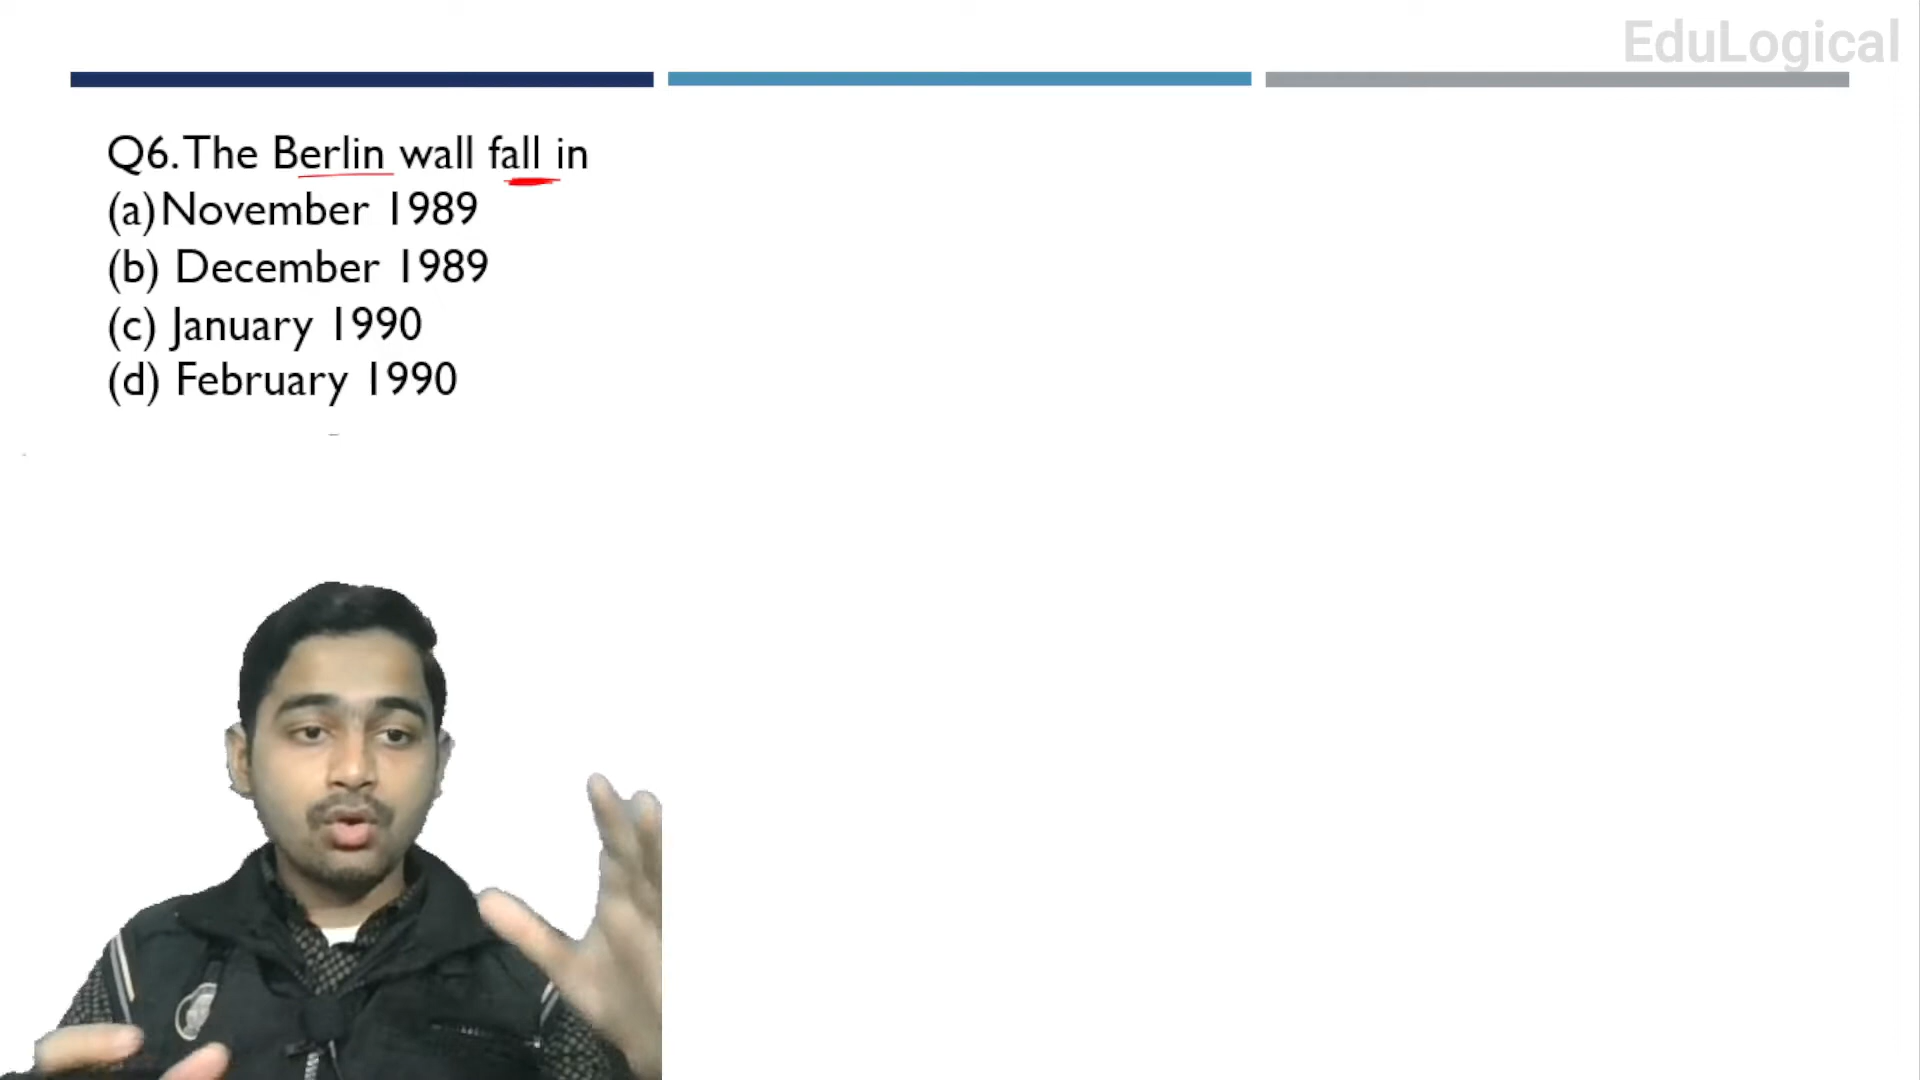 EduLogical
Q6. The Berlin wall fall in
(a) November 1989
(b) December 1989
(c) January 1990
(d) February 1990